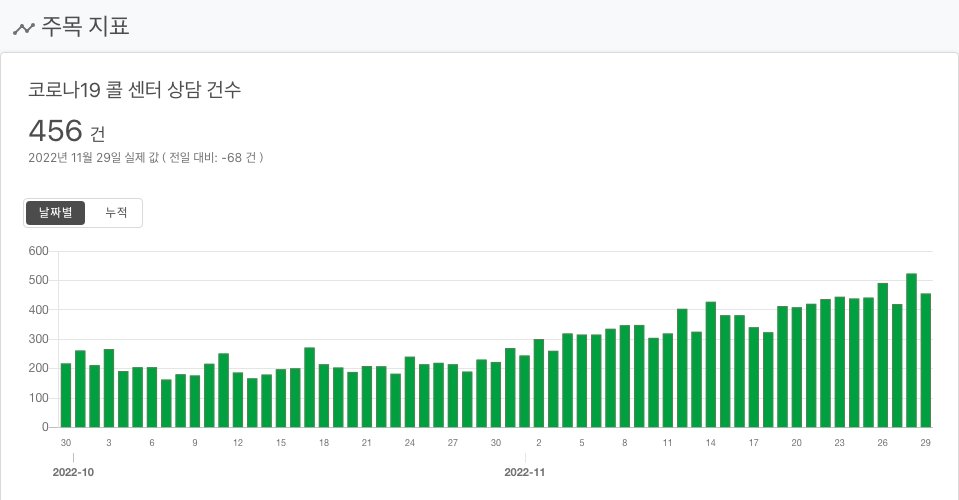 주목 지표
코로나19 콜 센터 상담 건수
456 건
2022년 11월 29일 실제 값 ( 전일 대비: -68 건 )
날짜별 누적
600
500
400
300
200
100
0
30 3 6 9 12 15 18 21 24 27 30 2 5 8 11 14 17 20 23 26 29
2022-10 2022-11